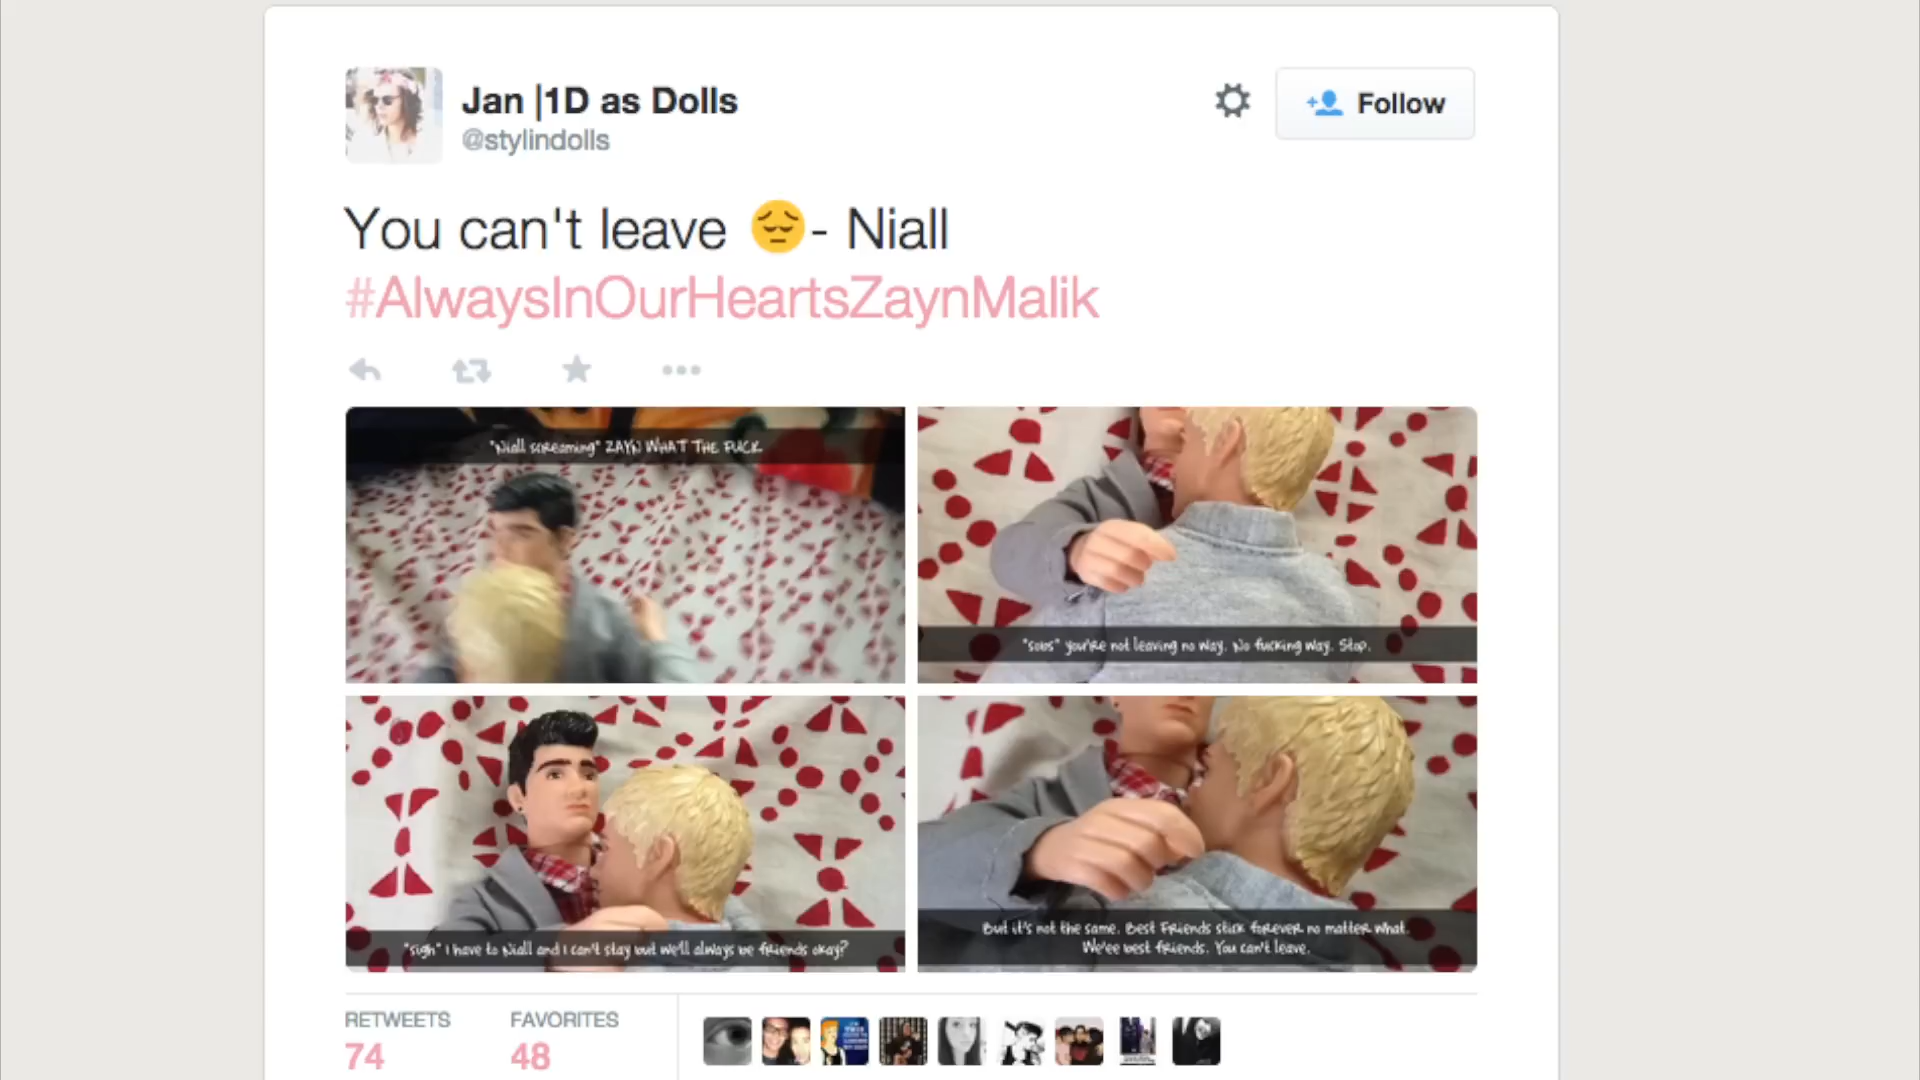 Jan |1D as Dolls
@stylindolls
Follow
You can't leave 😔- Niall
#AlwaysInOurHeartsZaynMalik
"Niall screaming" ZAYN WHAT THE FUCK
"sobs" you're not leaving no way. No fucking way. Stop.
"sigh" I have to Niall and I can't stay but we'll always be friends okay?
But it's not the same. Best Friends stick forever no matter what.
We'ee best friends. You can't leave.
RETWEETS
FAVORITES
74
48